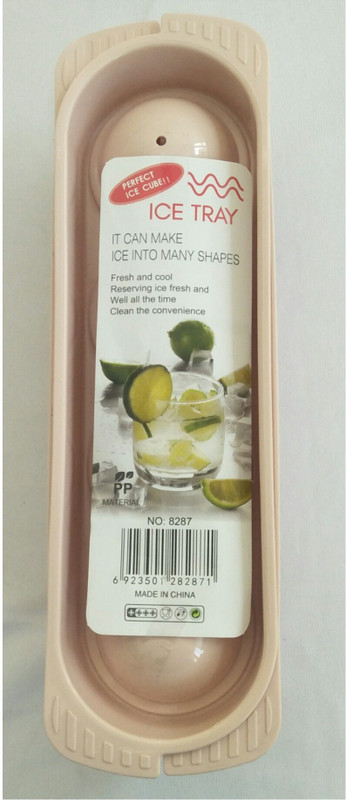 PERFECT
ICE CUBE!!
ICE TRAY
IT CAN MAKE
ICE INTO MANY SHAPES
Fresh and cool
Reserving ice fresh and
Well all the time
Clean the convenience
PP
MATERIAL
NO: 8287
6 923501 282871
MADE IN CHINA